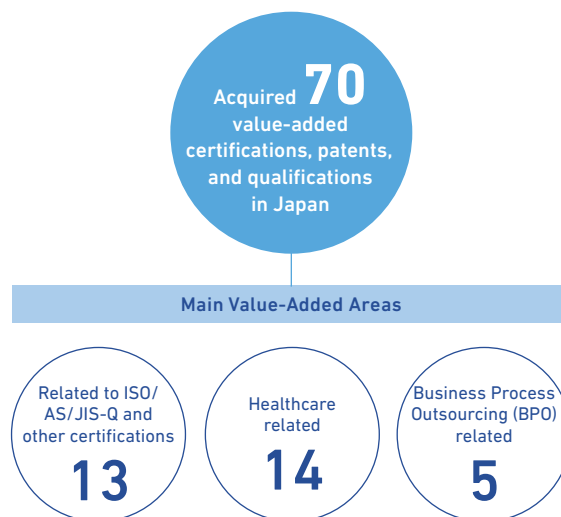 Acquired 70
value-added
certifications, patents,
and qualifications
in Japan
Main Value-Added Areas
Related to ISO/
AS/JIS-Q and
other certifications
13
Healthcare
related
14
Business Process
Outsourcing (BPO)
related
5